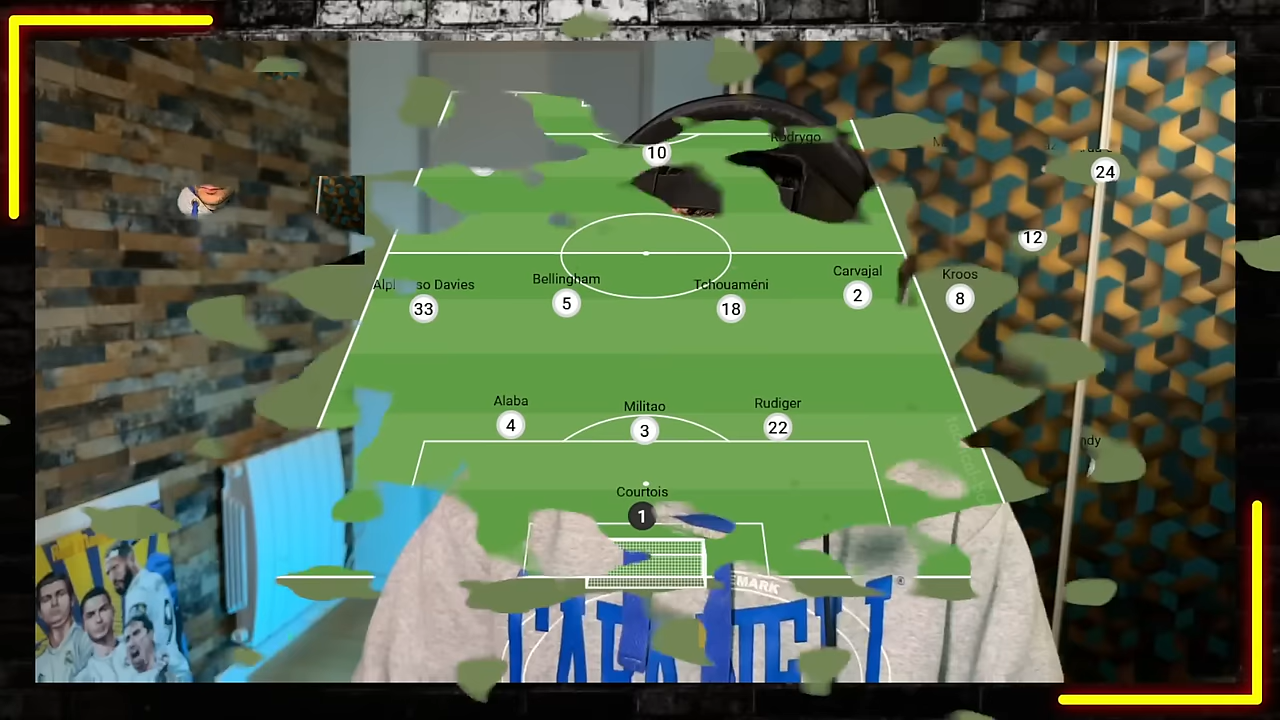 Rodrygo
10
24
12
Carvajal
2
Kroos
8
Bellingham
5
Tchouaméni
18
Davies
33
Alaba
4
Militao
3
Rudiger
22
Courtois
1
EMARK